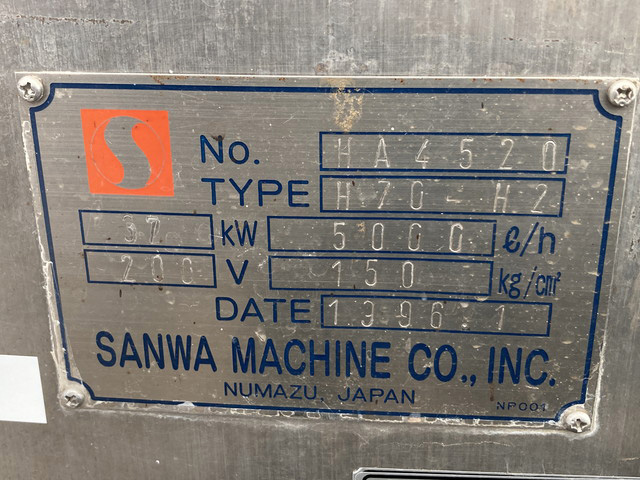 No. HA4520
TYPE H70-H2
37 kW 5000 ℓ/h
200 V 150 kg/cm²
DATE 1996.1
SANWA MACHINE CO., INC.
NUMAZU, JAPAN
NP001